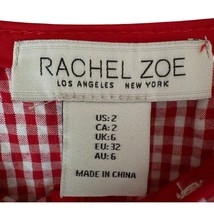 RACHEL ZOE
LOS ANGELES NEW YORK
US: 2
CA: 2
UK: 6
EU: 32
AU: 6
MADE IN CHINA